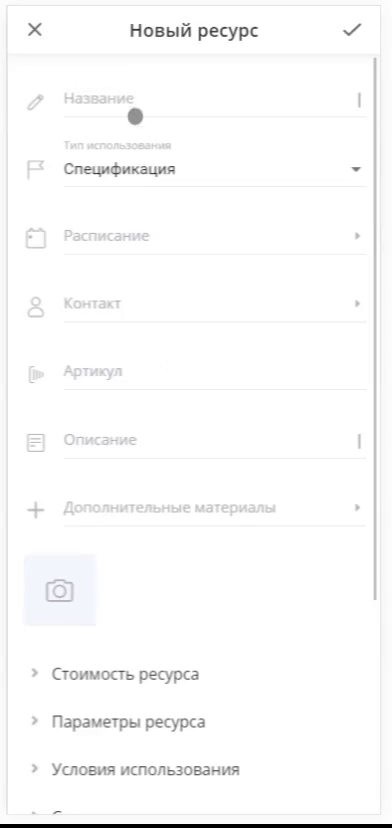 Новый ресурс
Название
Тип использования
Спецификация
Расписание
Контакт
Артикул
Описание
Дополнительные материалы
Стоимость ресурса
Параметры ресурса
Условия использования